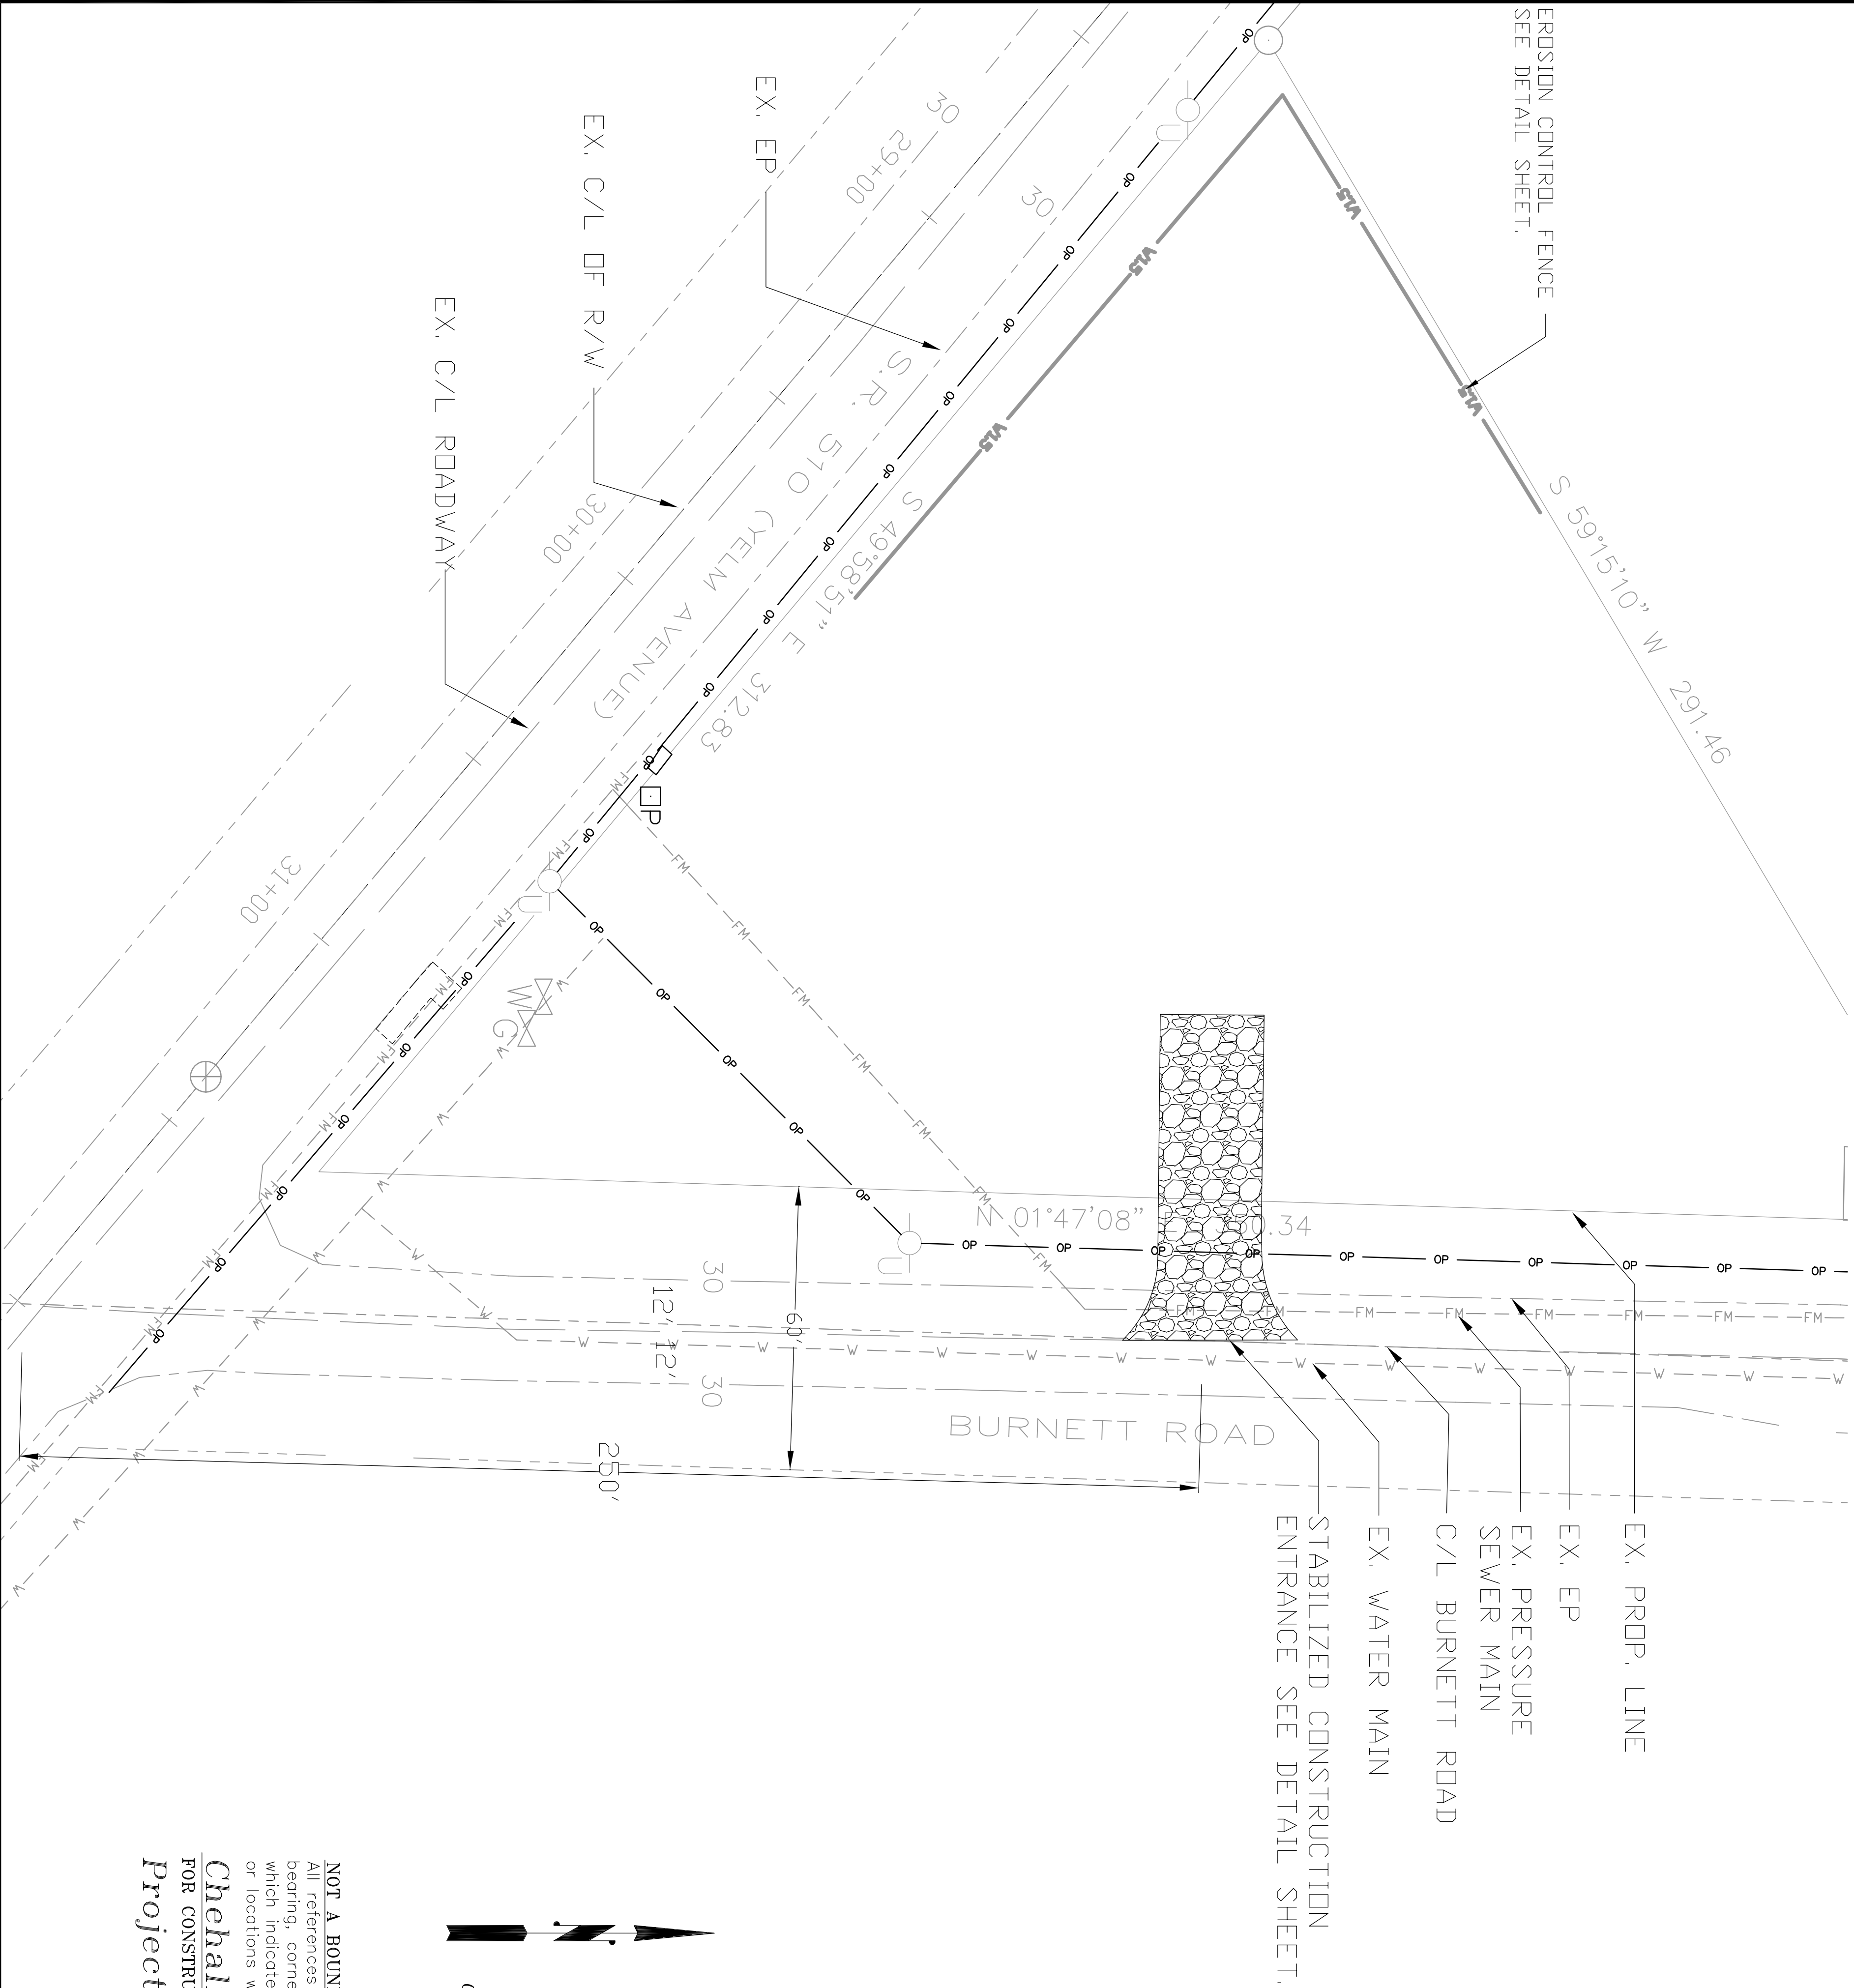 EROSION CONTROL FENCE
SEE DETAIL SHEET.
EX. EP
EX. C/L OF R/W
EX. C/L ROADWAY
30
29+00
30
30+00
31+00
S.R. 510 (YELM AVENUE)
S 49°58'51" E 312.83
S 59°15'10" W 291.46
OP
U
U
U
W
G
FM
W
OP
N 01°47'08"
30
12' 12'
30
60'
250'
BURNETT ROAD
EX. PROP. LINE
EX. EP
EX. PRESSURE
SEWER MAIN
C/L BURNETT ROAD
EX. WATER MAIN
STABILIZED CONSTRUCTION
ENTRANCE SEE DETAIL SHEET.
NOT A BOUN
All references
bearing, corne
which indicate
or locations w
Chehal
FOR CONSTRU
Project